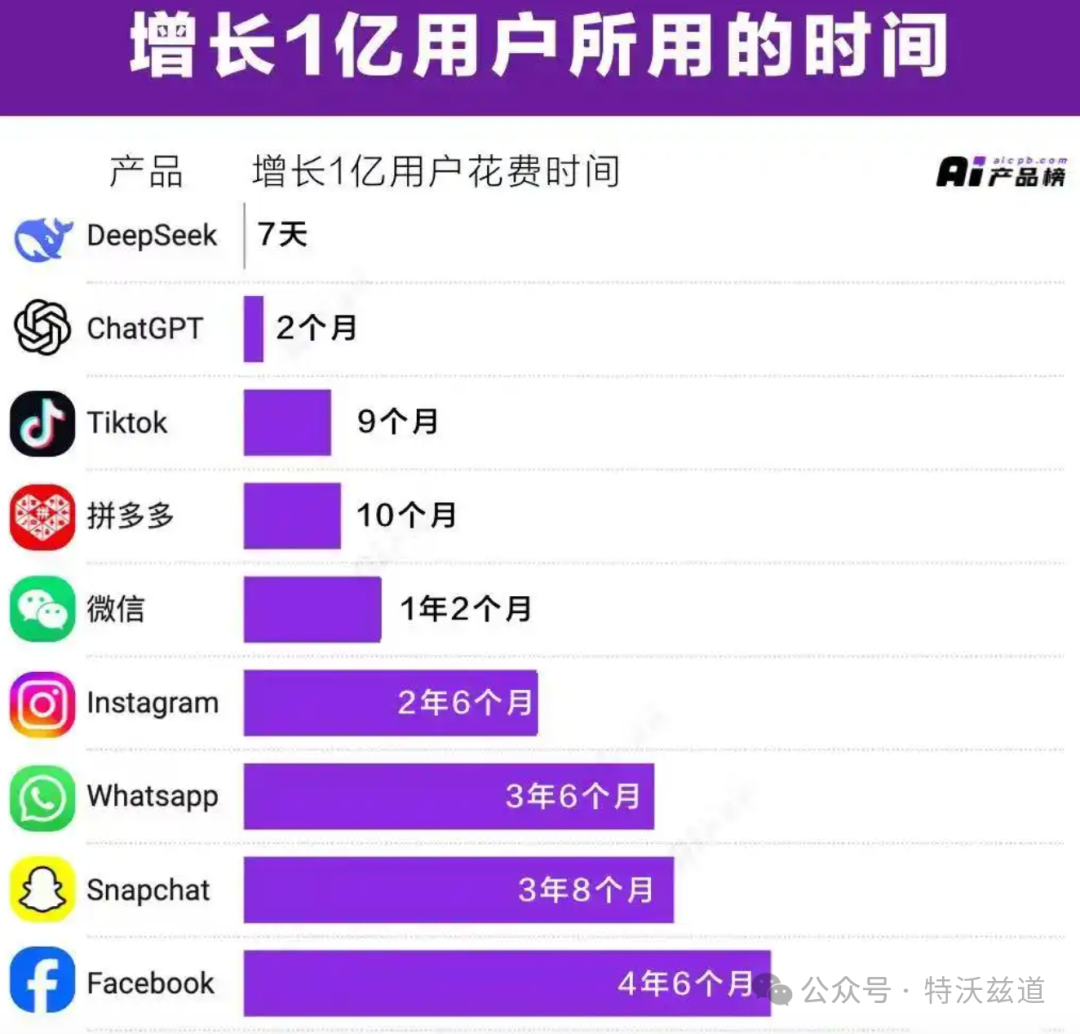 增长1亿用户所用的时间
产品 增长1亿用户花费时间 aicpb.com
Ai产品榜
DeepSeek 7天
ChatGPT 2个月
Tiktok 9个月
拼多多 10个月
微信 1年2个月
Instagram 2年6个月
Whatsapp 3年6个月
Snapchat 3年8个月
Facebook 4年6个月
公众号 · 特沃兹道